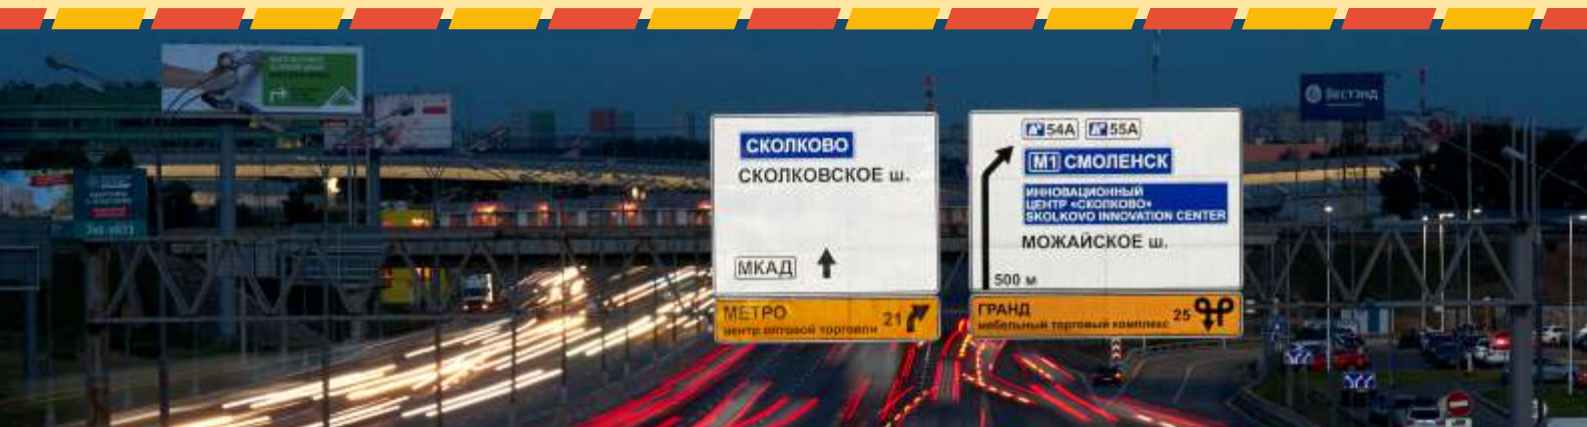 СКОЛКОВО
СКОЛКОВСКОЕ ш.
МКАД
МЕТРО
центр оптовой торговли 21
54А 55А
М1 СМОЛЕНСК
ИННОВАЦИОННЫЙ
ЦЕНТР «СКОЛКОВО»
SKOLKOVO INNOVATION CENTER
МОЖАЙСКОЕ ш.
500 м
ГРАНД
мебельный торговый комплекс 25
Вестэнд